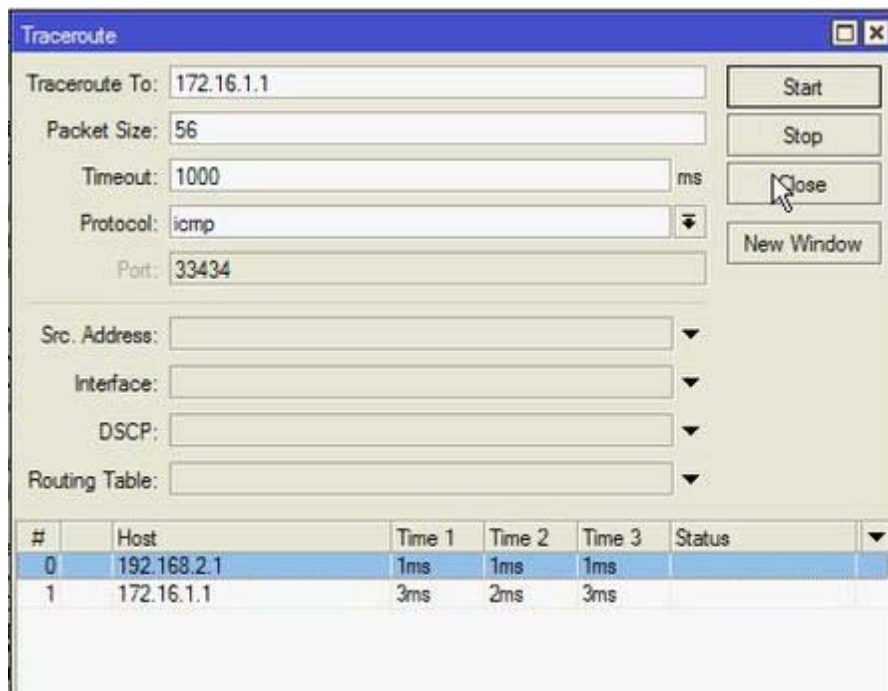 Traceroute
Traceroute To: 172.16.1.1 Start
Packet Size: 56 Stop
Timeout: 1000 ms Close
Protocol: icmp
New Window
Port: 33434
Src. Address:
Interface:
DSCP:
Routing Table:
# Host Time 1 Time 2 Time 3 Status
0 192.168.2.1 1ms 1ms 1ms
1 172.16.1.1 3ms 2ms 3ms